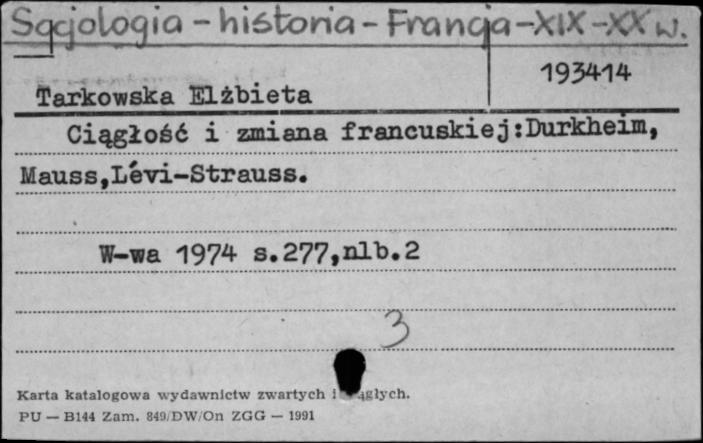 Socjologia - historia - Francja - XIX - XX w.
193414
Tarkowska Elżbieta
Ciągłość i zmiana francuskiej:Durkheim,
Mauss,Lévi-Strauss.
W-wa 1974 s.277,nlb.2
3
Karta katalogowa wydawnictw zwartych i
PU — B144 Zam. 849/DW/On ZGG — 1991